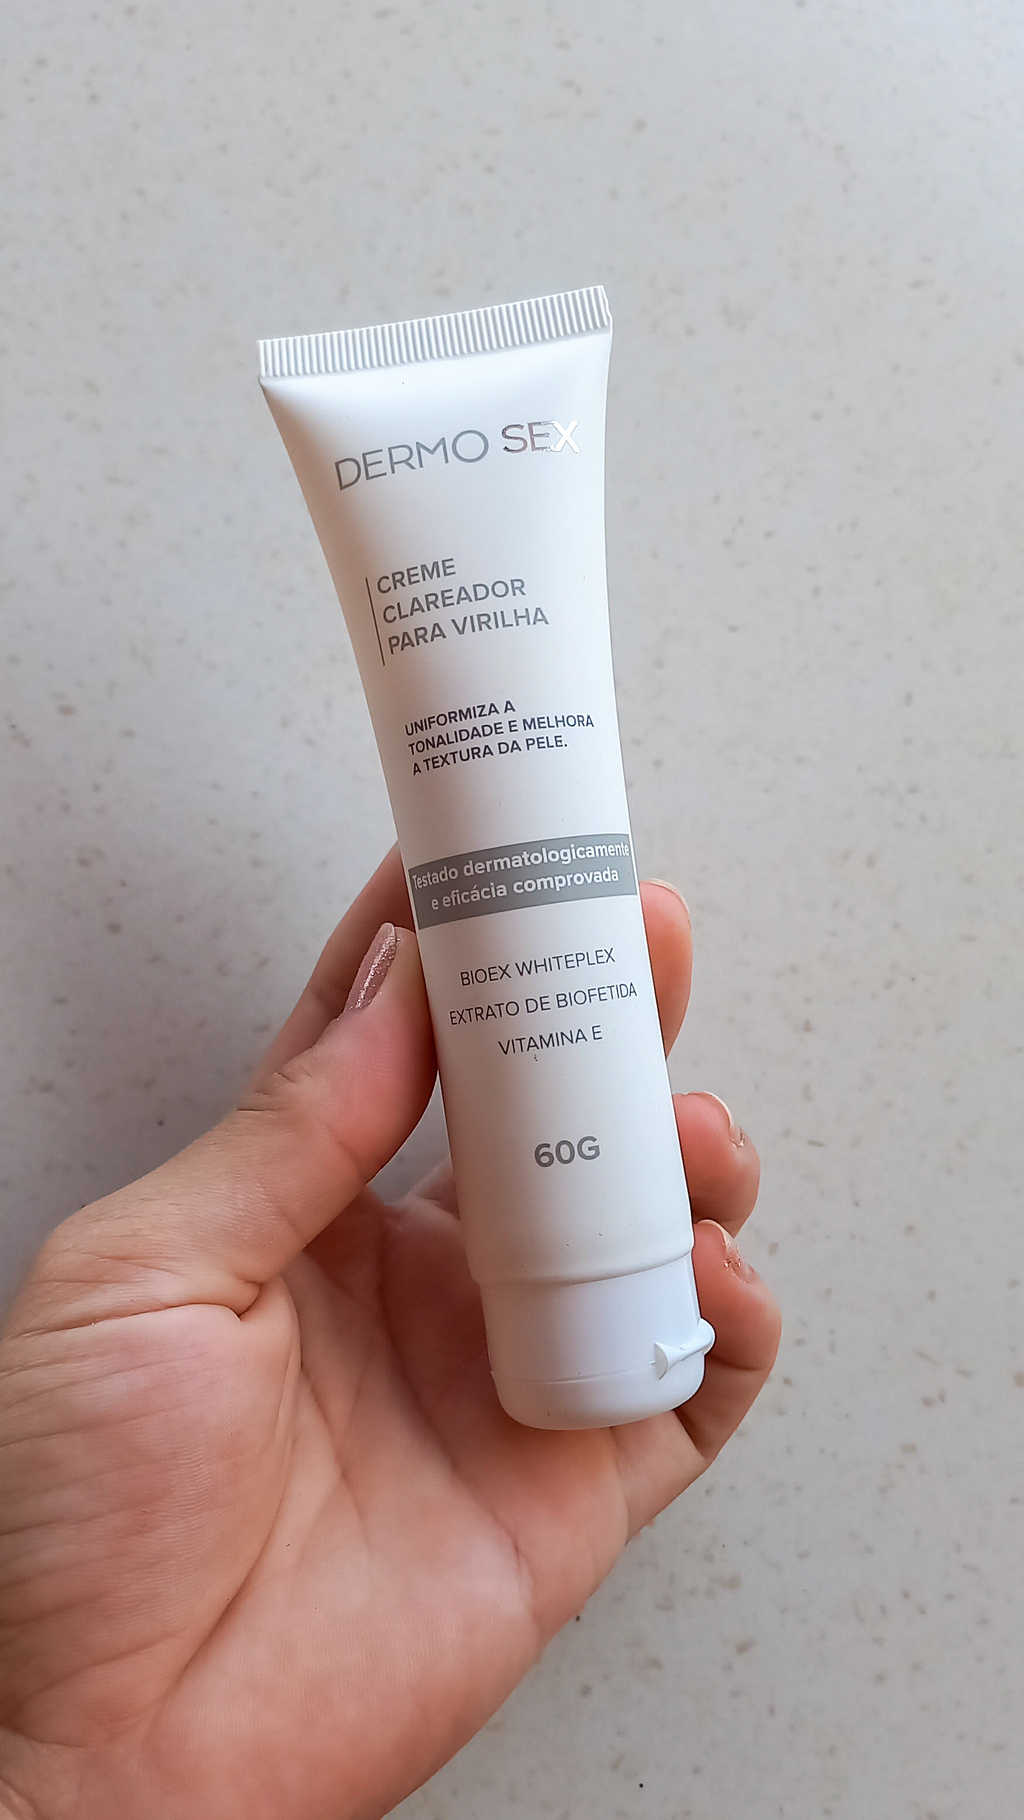 DERMO SEX
CREME
CLAREADOR
PARA VIRILHA
UNIFORMIZA A
TONALIDADE E MELHORA
A TEXTURA DA PELE.
Testado dermatologicamente
e eficácia comprovada
BIOEX WHITEPLEX
EXTRATO DE BIOFETIDA
VITAMINA E
60G